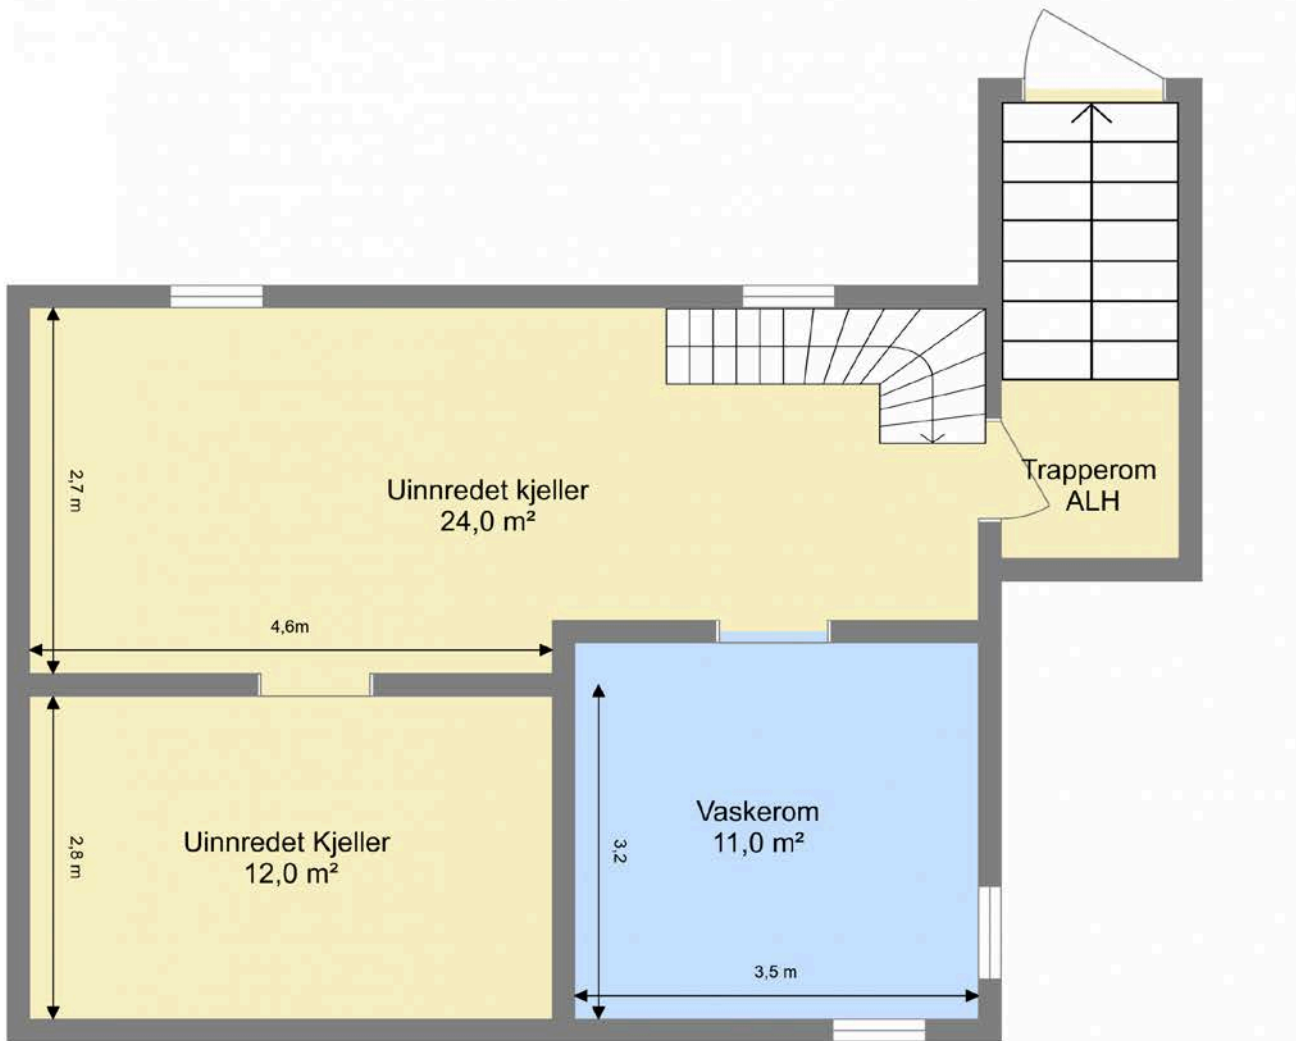 Trapperom
ALH
2,7 m
Uinnredet kjeller
24,0 m²
4,6m
2,8 m
Uinnredet Kjeller
12,0 m²
3,2
Vaskerom
11,0 m²
3,5 m